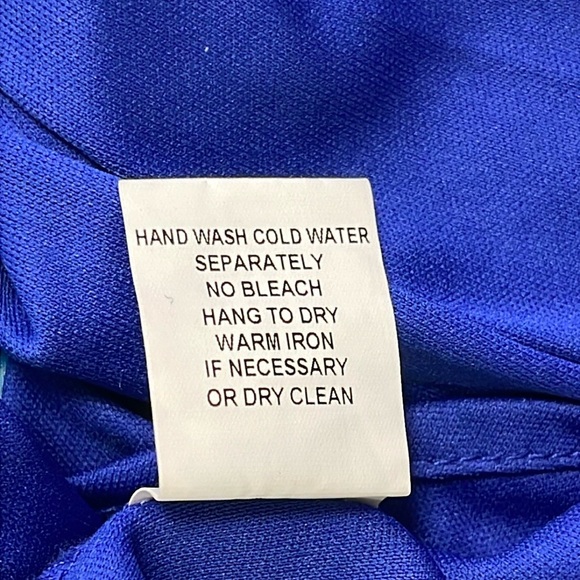 HAND WASH COLD WATER
SEPARATELY
NO BLEACH
HANG TO DRY
WARM IRON
IF NECESSARY
OR DRY CLEAN